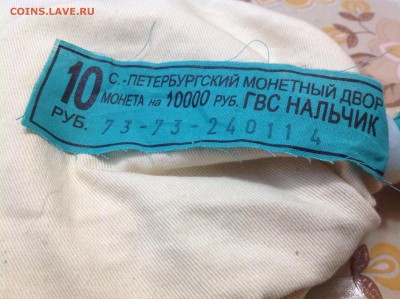 COINS.LAVE.RU
10 РУБ.
С.-ПЕТЕРБУРГСКИЙ МОНЕТНЫЙ ДВОР
МОНЕТА на 10000 РУБ. ГВС НАЛЬЧИК
73-73-240114